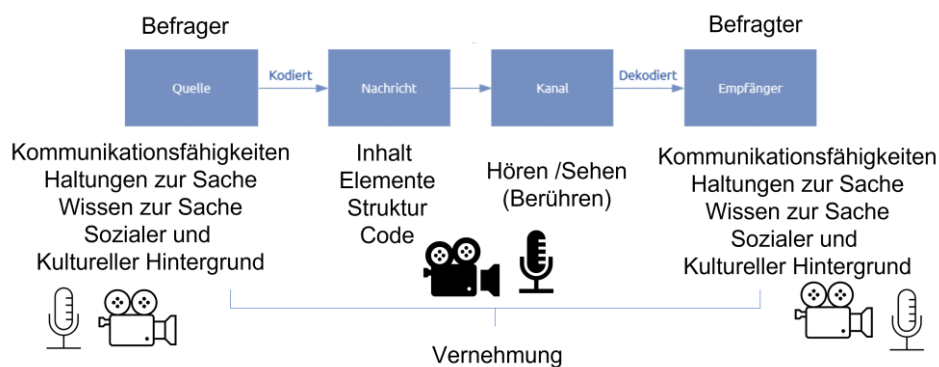 Befrager
Befragter
Quelle
Kodiert
Nachricht
Kanal
Dekodiert
Empfänger
Kommunikationsfähigkeiten
Haltungen zur Sache
Wissen zur Sache
Sozialer und
Kultureller Hintergrund
Inhalt
Elemente
Struktur
Code
Hören /Sehen
(Berühren)
Kommunikationsfähigkeiten
Haltungen zur Sache
Wissen zur Sache
Sozialer und
Kultureller Hintergrund
Vernehmung